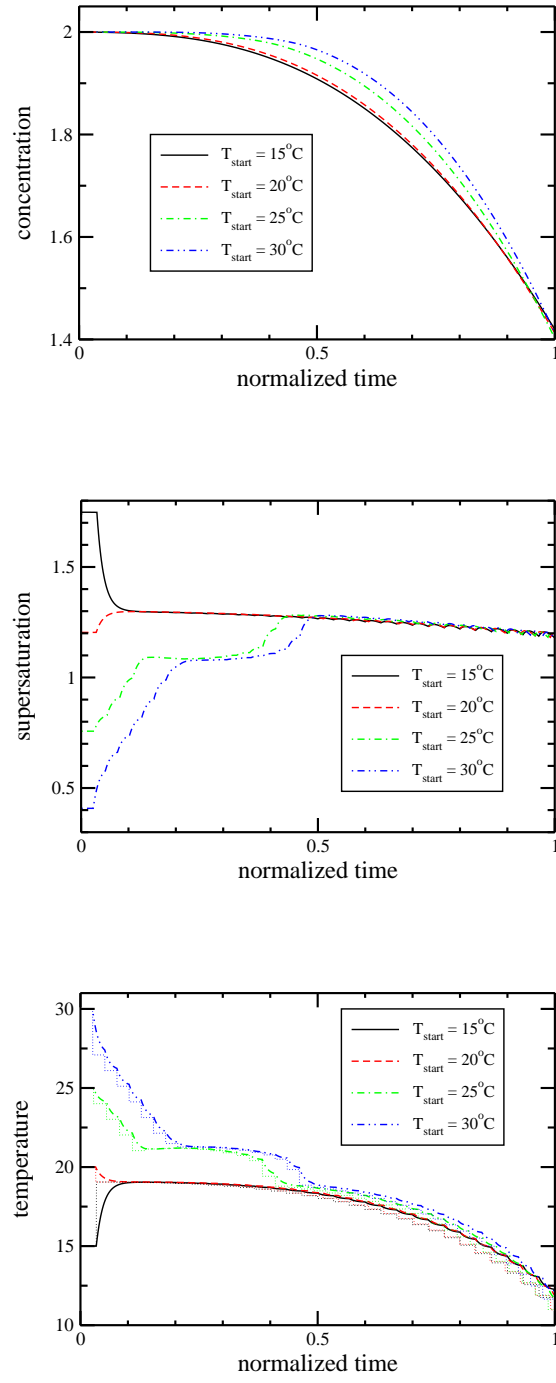 2
1.8
1.6
1.4
concentration
T_start = 15°C
T_start = 20°C
T_start = 25°C
T_start = 30°C
0 0.5 1
normalized time
1.5
1
0.5
supersaturation
T_start = 15°C
T_start = 20°C
T_start = 25°C
T_start = 30°C
0 0.5 1
normalized time
30
25
20
15
10
temperature
T_start = 15°C
T_start = 20°C
T_start = 25°C
T_start = 30°C
0 0.5 1
normalized time